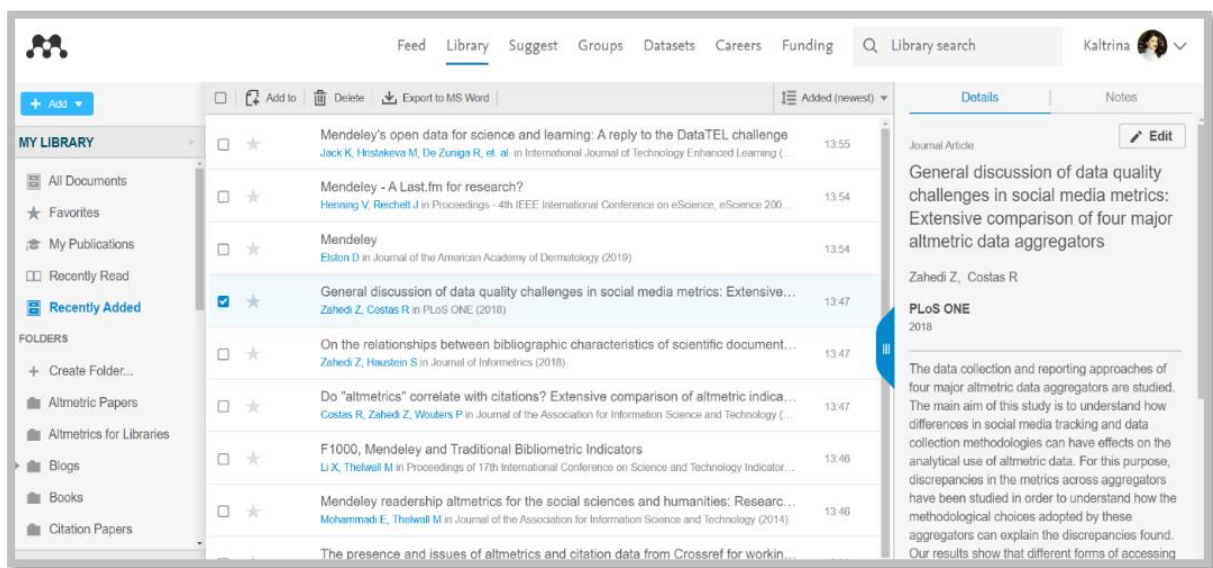 Feed Library Suggest Groups Datasets Careers Funding Library search Kaltrina
+ Add
MY LIBRARY
All Documents
Favorites
My Publications
Recently Read
Recently Added
FOLDERS
+ Create Folder...
Altmetric Papers
Altmetrics for Libraries
Blogs
Books
Citation Papers
Add to Delete Export to MS Word Added (newest)
Mendeley's open data for science and learning: A reply to the DataTEL challenge 13:55
Jack K, Hristakeva M, De Zuniga R, et. al. in International Journal of Technology Enhanced Learning (...
Mendeley - A Last.fm for research? 13:54
Henning V, Reichelt J in Proceedings - 4th IEEE International Conference on eScience, eScience 200...
Mendeley 13:54
Elston D in Journal of the American Academy of Dermatology (2019)
General discussion of data quality challenges in social media metrics: Extensive... 13:47
Zahedi Z, Costas R in PLoS ONE (2018)
On the relationships between bibliographic characteristics of scientific document... 13:47
Zahedi Z, Haustein S in Journal of Informetrics (2018)
Do "altmetrics" correlate with citations? Extensive comparison of altmetric indica... 13:47
Costas R, Zahedi Z, Wouters P in Journal of the Association for Information Science and Technology (...
F1000, Mendeley and Traditional Bibliometric Indicators 13:46
Li X, Thelwall M in Proceedings of 17th International Conference on Science and Technology Indicator...
Mendeley readership altmetrics for the social sciences and humanities: Researc... 13:46
Mohammadi E, Thelwall M in Journal of the Association for Information Science and Technology (2014)
The presence and issues of altmetrics and citation data from Crossref for workin...
Details Notes
Journal Article Edit
General discussion of data quality
challenges in social media metrics:
Extensive comparison of four major
altmetric data aggregators
Zahedi Z, Costas R
PLoS ONE
2018
The data collection and reporting approaches of
four major altmetric data aggregators are studied.
The main aim of this study is to understand how
differences in social media tracking and data
collection methodologies can have effects on the
analytical use of altmetric data. For this purpose,
discrepancies in the metrics across aggregators
have been studied in order to understand how the
methodological choices adopted by these
aggregators can explain the discrepancies found.
Our results show that different forms of accessing